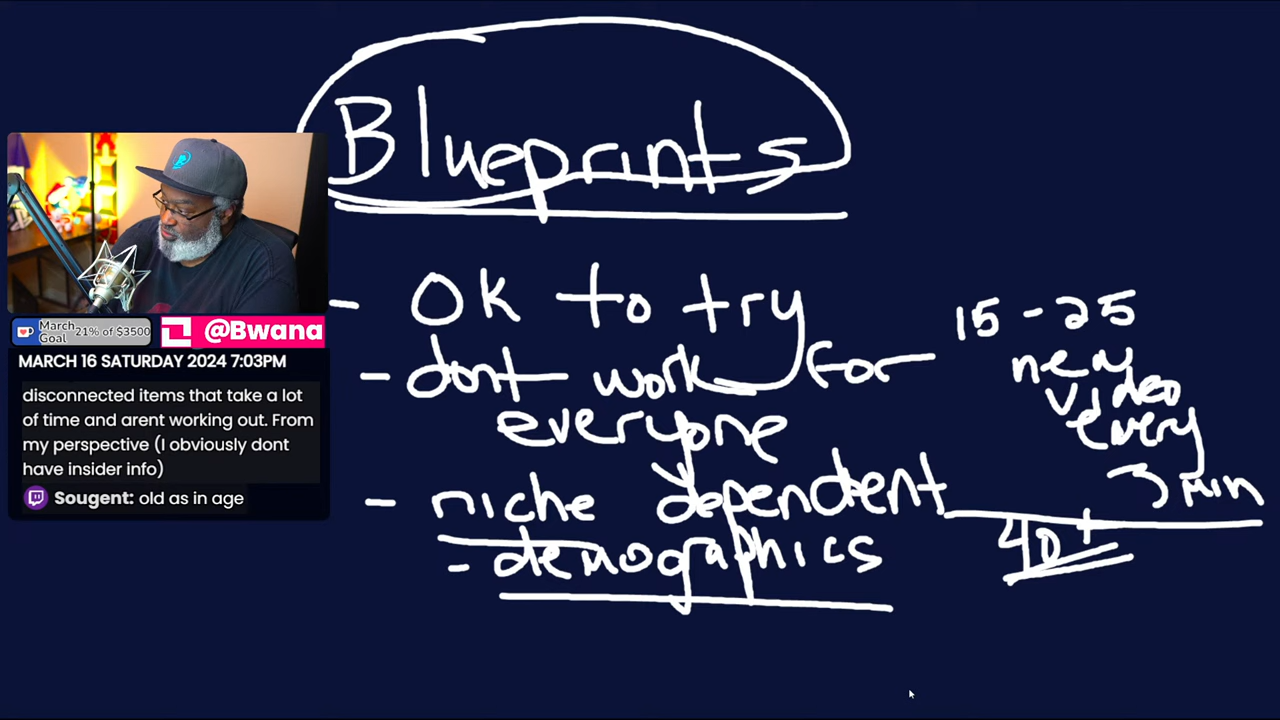 Blueprints
- OK to try
- dont work for
everyone
- niche dependent
- demographics
15 - 25
new
video
every
3 min
40+
March
Goal
21% of $3500
@Bwana
MARCH 16 SATURDAY 2024 7:03PM
disconnected items that take a lot
of time and arent working out. From
my perspective (I obviously dont
have insider info)
Sougent: old as in age